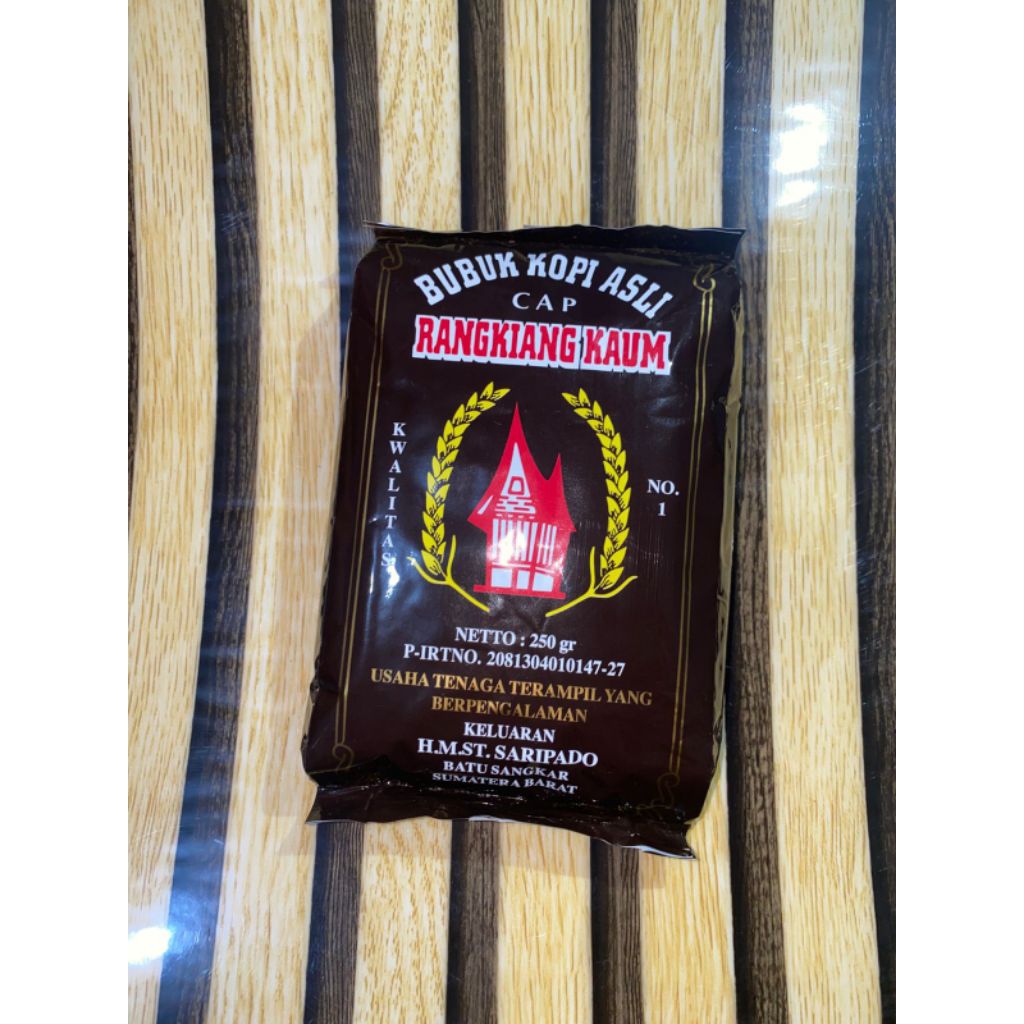 BUBUK KOPI ASLI
CAP
RANGKIANG KAUM
KWALITAS
NO.
1
NETTO : 250 gr
P-IRTNO. 2081304010147-27
USAHA TENAGA TERAMPIL YANG
BERPENGALAMAN
KELUARAN
H.M.ST. SARIPADO
BATU SANGKAR
SUMATERA BARAT